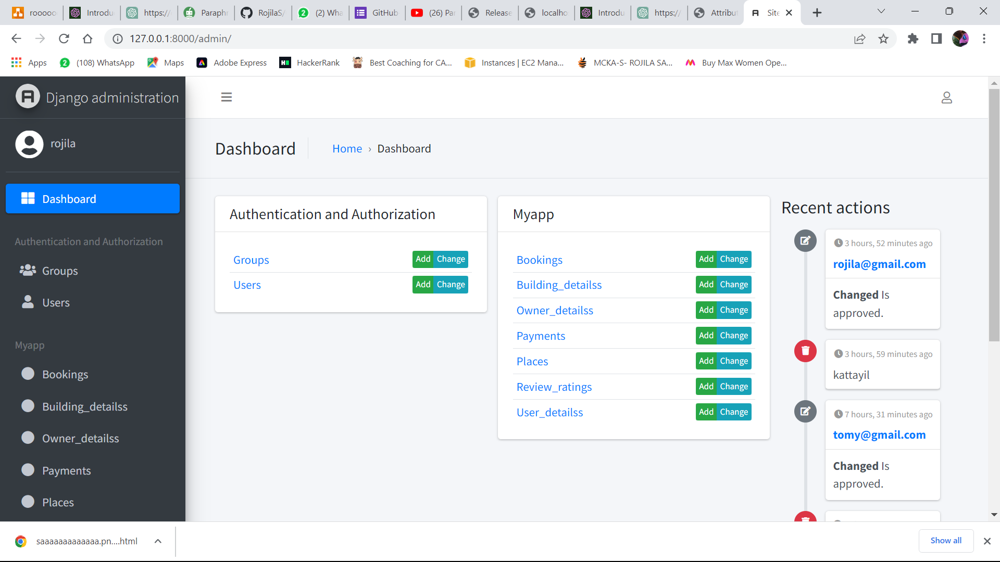 roooo
Introdu
https://
Paraphr
RojilaS/
(2) Wha
GitHub
(26) Par
Release
localho
Introdu
https://
Attribut
Site
127.0.0.1:8000/admin/
Apps
(108) WhatsApp
Maps
Adobe Express
HackerRank
Best Coaching for CA...
Instances | EC2 Mana...
MCKA-S- ROJILA SA...
Buy Max Women Ope...
Django administration
rojila
Dashboard
Authentication and Authorization
Groups
Users
Myapp
Bookings
Building_detailss
Owner_detailss
Payments
Places
Dashboard
Home › Dashboard
Authentication and Authorization
Groups Add Change
Users Add Change
Myapp
Bookings Add Change
Building_detailss Add Change
Owner_detailss Add Change
Payments Add Change
Places Add Change
Review_ratings Add Change
User_detailss Add Change
Recent actions
3 hours, 52 minutes ago
rojila@gmail.com
Changed Is
approved.
3 hours, 59 minutes ago
kattayil
7 hours, 31 minutes ago
tomy@gmail.com
Changed Is
approved.
saaaaaaaaaaaaa.pn....html
Show all